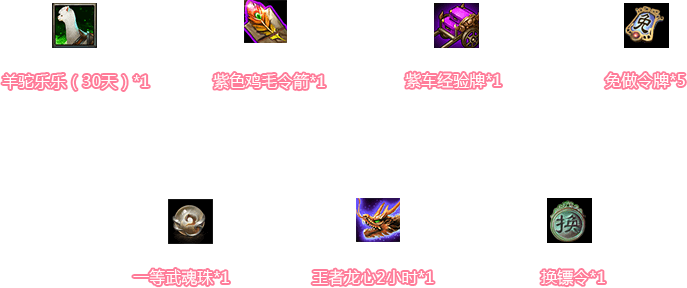 免
羊驼乐乐（30天）*1
紫色鸡毛令箭*1
紫车经验牌*1
免做令牌*5
换
一等武魂珠*1
王者龙心2小时*1
换镖令*1